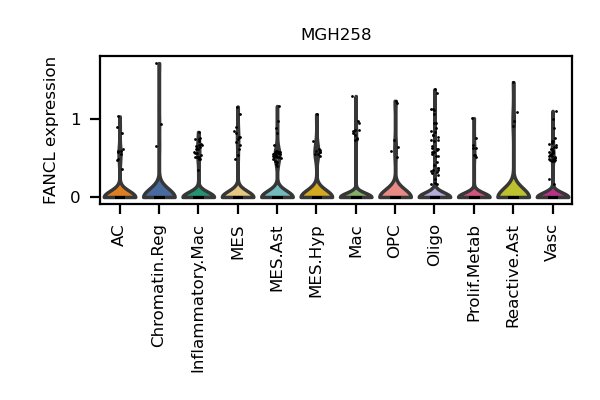 MGH258
FANCL expression
1
0
AC
Chromatin.Reg
Inflammatory.Mac
MES
MES.Ast
MES.Hyp
Mac
OPC
Oligo
Prolif.Metab
Reactive.Ast
Vasc